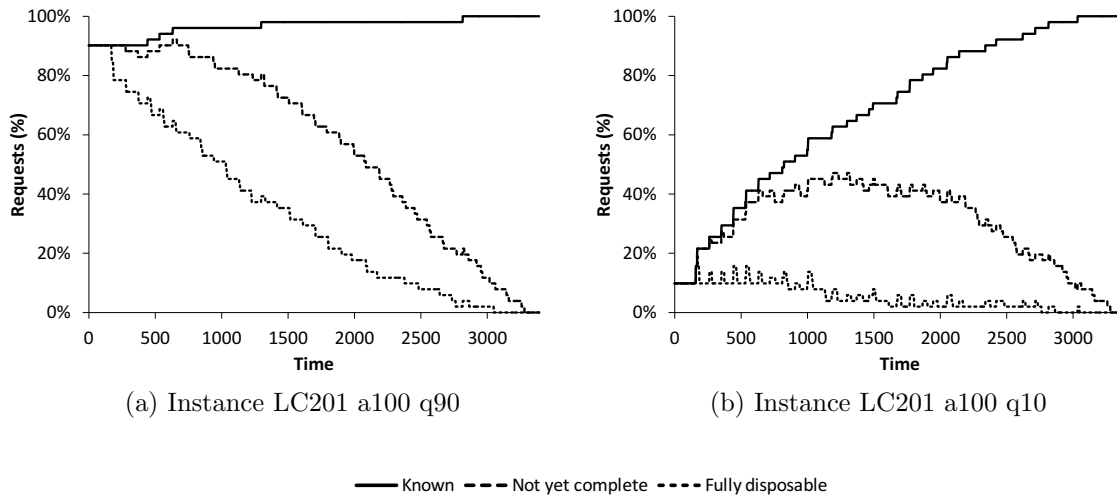 100%
80%
60%
40%
20%
0%
Requests (%)
0 500 1000 1500 2000 2500 3000
Time
(a) Instance LC201 a100 q90
100%
80%
60%
40%
20%
0%
Requests (%)
0 500 1000 1500 2000 2500 3000
Time
(b) Instance LC201 a100 q10
Known Not yet complete Fully disposable